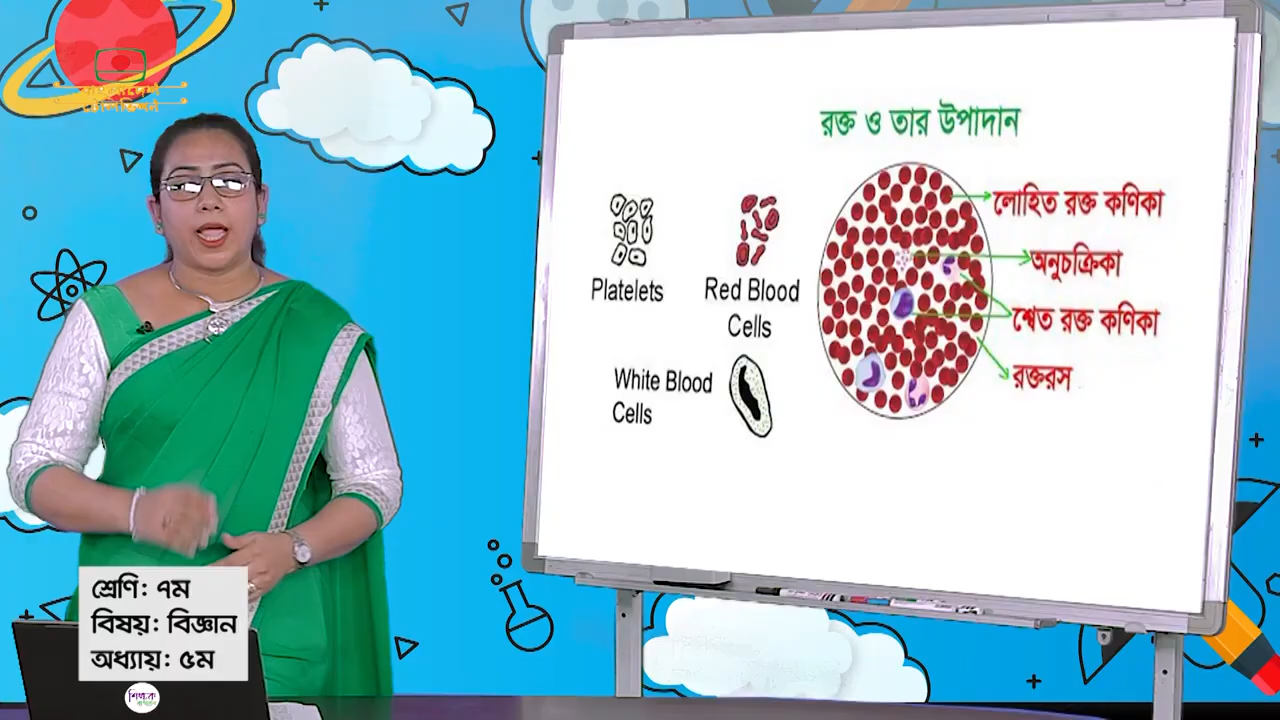 বাংলাদেশ
টেলিভিশন
রক্ত ও তার উপাদান
লোহিত রক্ত কণিকা
অনুচক্রিকা
শ্বেত রক্ত কণিকা
রক্তরস
Platelets
Red Blood
Cells
White Blood
Cells
শ্রেণি: ৭ম
বিষয়: বিজ্ঞান
অধ্যায়: ৫ম